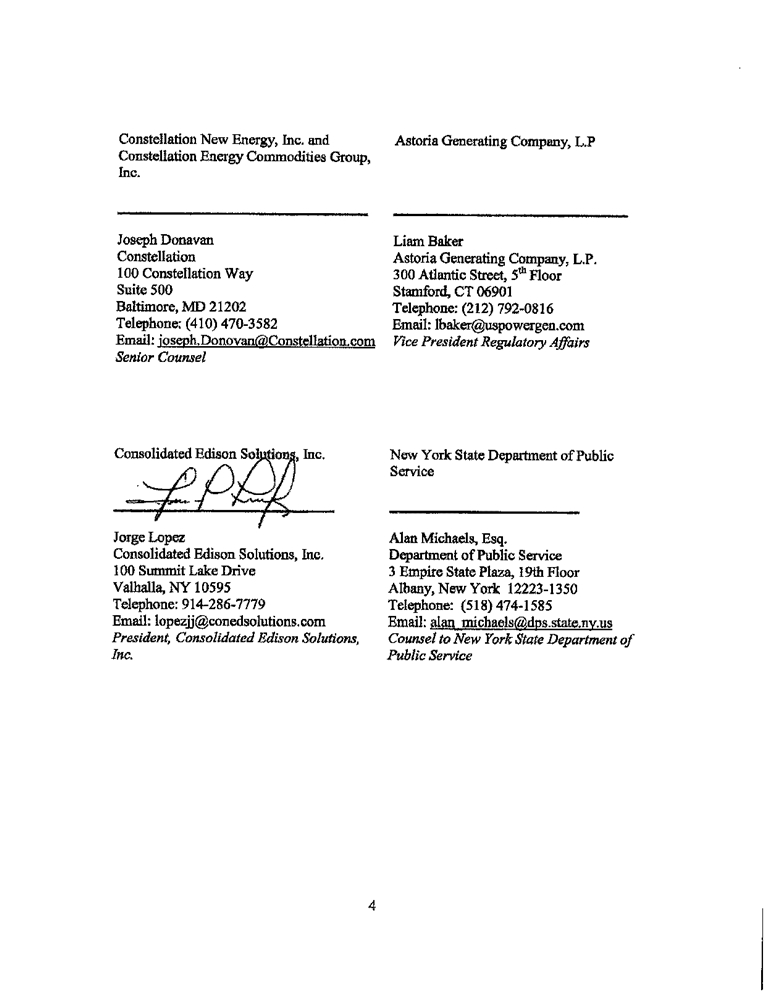 Constellation New Energy, Inc. and
Constellation Energy Commodities Group,
Inc.
Astoria Generating Company, L.P
Joseph Donavan
Constellation
100 Constellation Way
Suite 500
Baltimore, MD 21202
Telephone: (410) 470-3582
Email: joseph.Donovan@Constellation.com
Senior Counsel
Liam Baker
Astoria Generating Company, L.P.
300 Atlantic Street, 5th Floor
Stamford, CT 06901
Telephone: (212) 792-0816
Email: lbaker@uspowergen.com
Vice President Regulatory Affairs
Consolidated Edison Solutions, Inc.
Jorge Lopez
Consolidated Edison Solutions, Inc.
100 Summit Lake Drive
Valhalla, NY 10595
Telephone: 914-286-7779
Email: lopezjj@conedsolutions.com
President, Consolidated Edison Solutions,
Inc.
New York State Department of Public
Service
Alan Michaels, Esq.
Department of Public Service
3 Empire State Plaza, 19th Floor
Albany, New York 12223-1350
Telephone: (518) 474-1585
Email: alan_michaels@dps.state.ny.us
Counsel to New York State Department of
Public Service
4